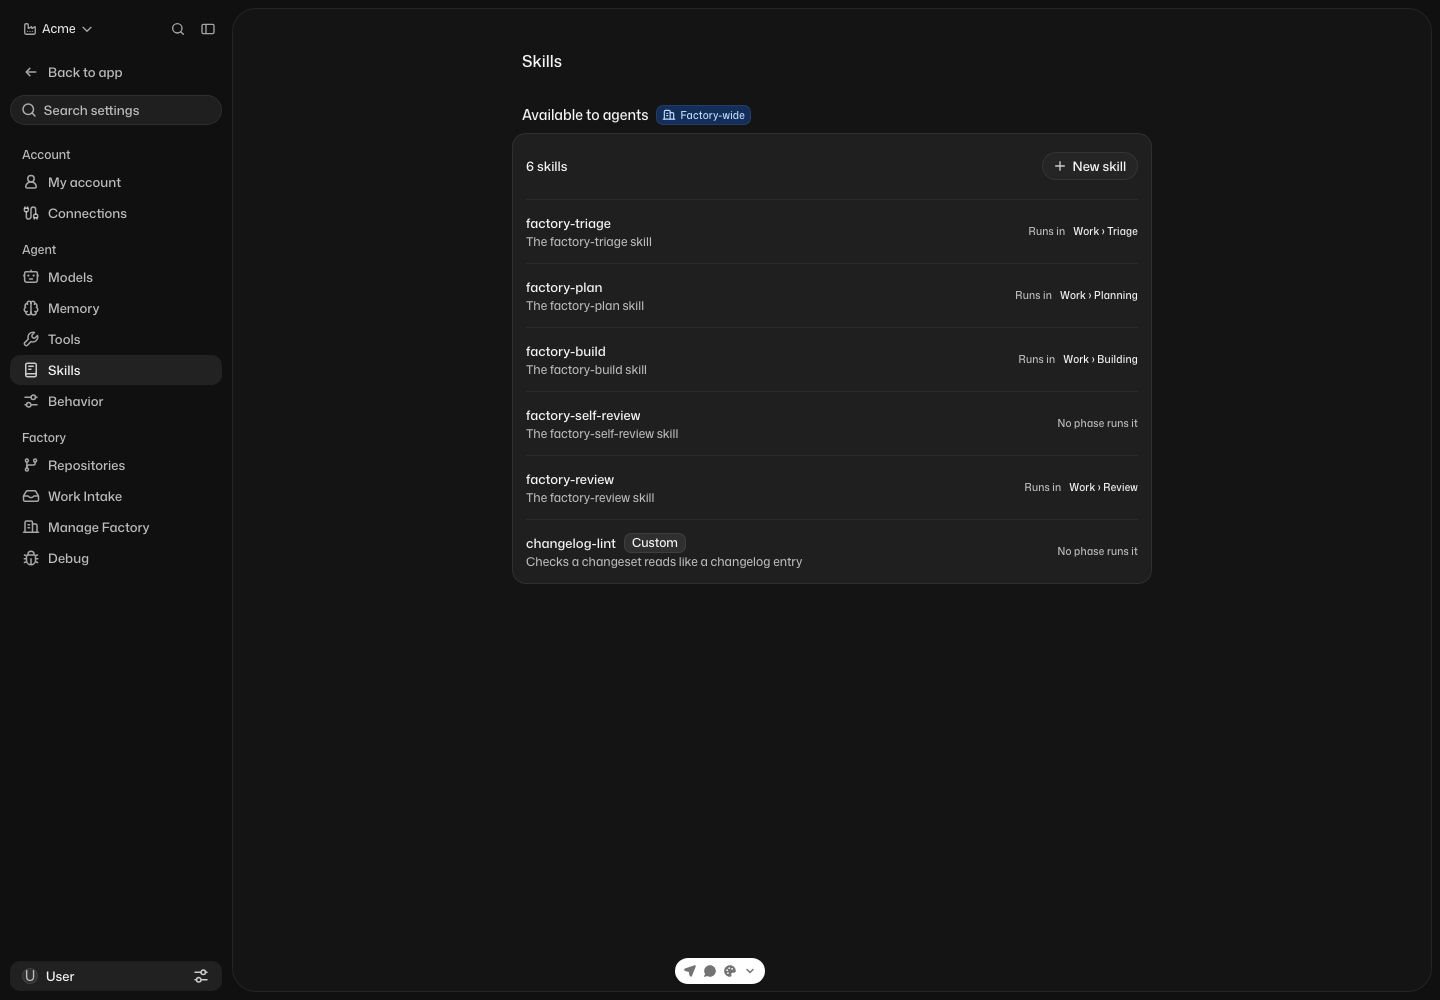 Acme
Back to app
Search settings
Account
My account
Connections
Agent
Models
Memory
Tools
Skills
Behavior
Factory
Repositories
Work Intake
Manage Factory
Debug
U User
Skills
Available to agents Factory-wide
6 skills + New skill
factory-triage
The factory-triage skill
Runs in Work › Triage
factory-plan
The factory-plan skill
Runs in Work › Planning
factory-build
The factory-build skill
Runs in Work › Building
factory-self-review
The factory-self-review skill
No phase runs it
factory-review
The factory-review skill
Runs in Work › Review
changelog-lint Custom
Checks a changeset reads like a changelog entry
No phase runs it